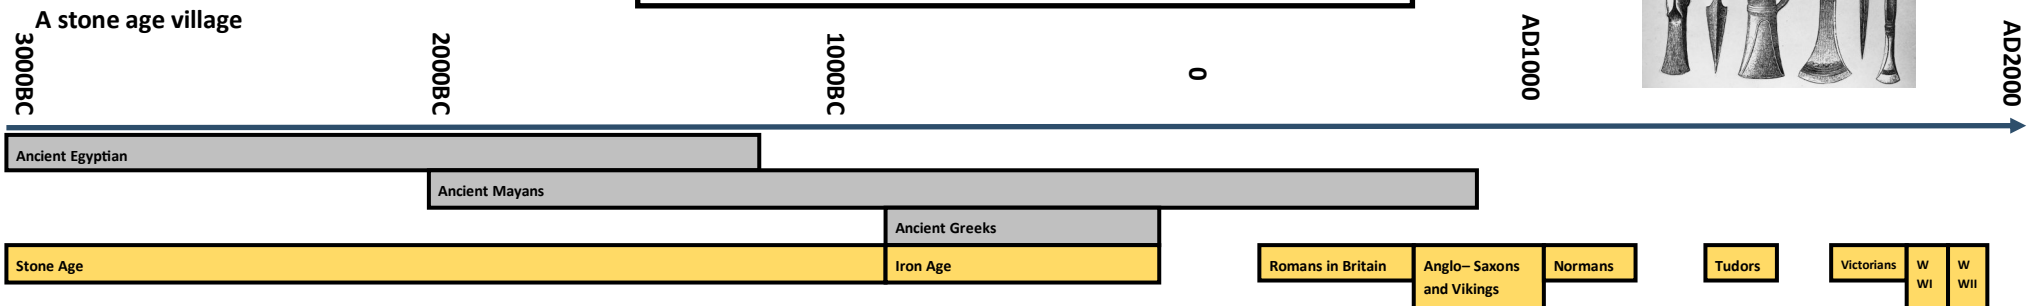 A stone age village
3000BC
2000BC
1000BC
0
AD1000
AD2000
Ancient Egyptian
Ancient Mayans
Ancient Greeks
Stone Age
Iron Age
Romans in Britain
Anglo– Saxons
and Vikings
Normans
Tudors
Victorians
W
WI
W
WII